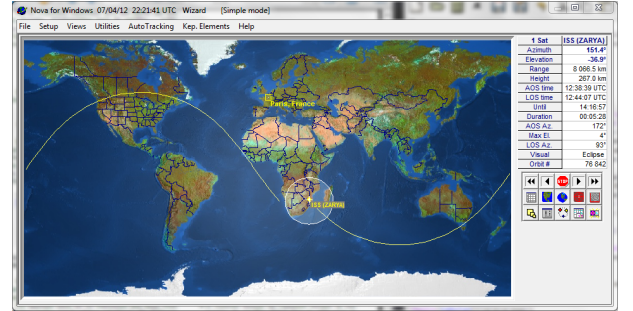 Nova for Windows 07/04/12 22:21:41 UTC Wizard [Simple mode]
File Setup Views Utilities AutoTracking Kep. Elements Help
1 Sat ISS (ZARYA)
Azimuth 151.4°
Elevation -36.9°
Range 8 066.5 km
Height 267.0 km
AOS time 12:38:39 UTC
LOS time 12:44:07 UTC
Until 14:16:57
Duration 00:05:28
AOS Az. 172°
Max El. 4°
LOS Az. 93°
Visual Eclipse
Orbit # 76 842
STOP
Paris, France
ISS (ZARYA)